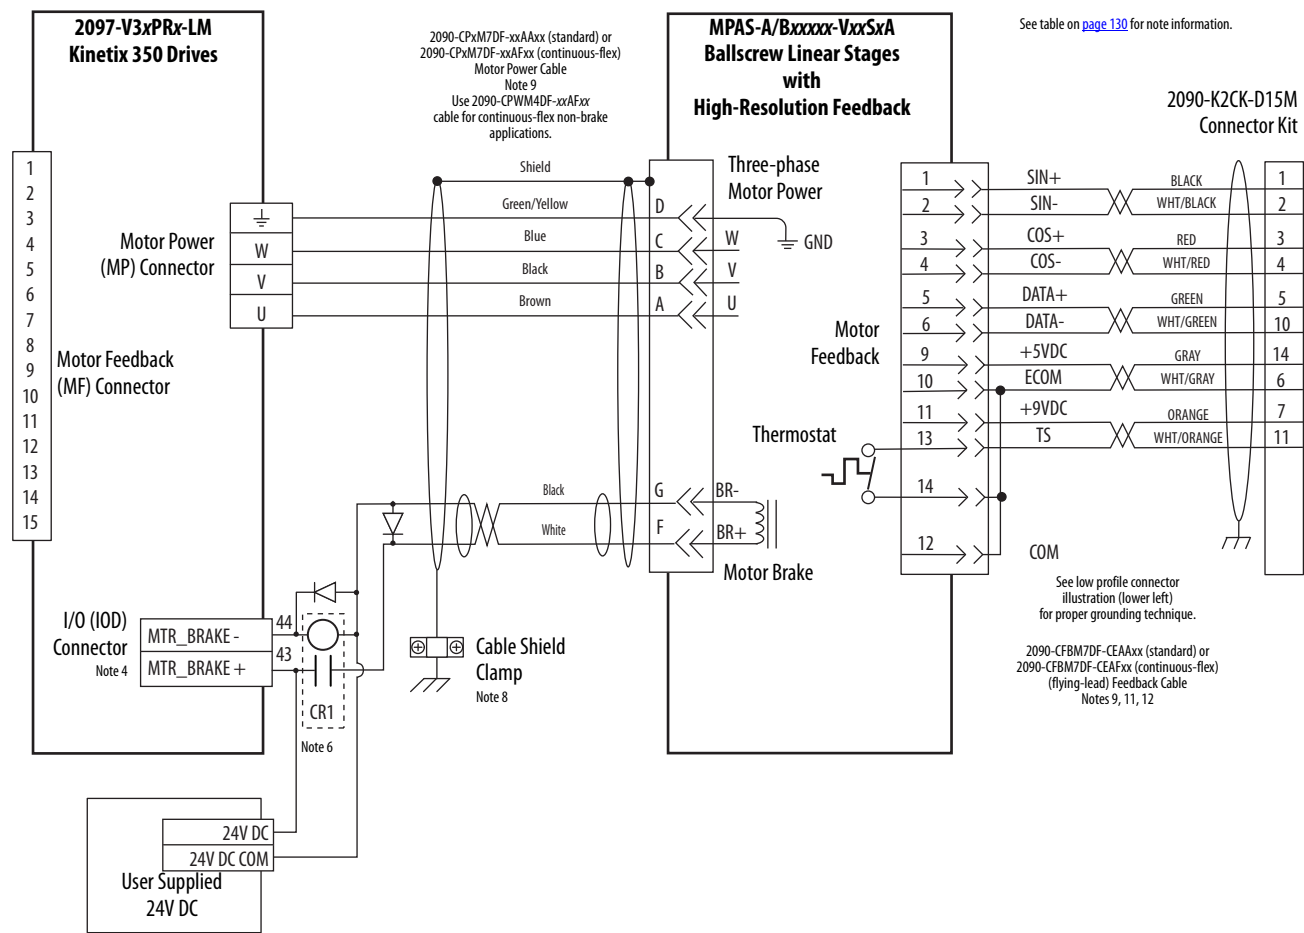 2097-V3xPRx-LM
Kinetix 350 Drives
2090-CPxM7DF-xxAAxx (standard) or
2090-CPxM7DF-xxAFxx (continuous-flex)
Motor Power Cable
Note 9
Use 2090-CPWM4DF-xxAFxx
cable for continuous-flex non-brake
applications.
MPAS-A/Bxxxxx-VxxSxA
Ballscrew Linear Stages
with
High-Resolution Feedback
See table on page 130 for note information.
2090-K2CK-D15M
Connector Kit
1
2
3
4
5
6
7
8
9
10
11
12
13
14
15
Motor Feedback
(MF) Connector
Motor Power
(MP) Connector
W
V
U
Shield
Green/Yellow
Blue
Black
Brown
D
C
B
A
Three-phase
Motor Power
GND
W
V
U
Black
White
G
F
BR-
BR+
Motor Brake
Motor
Feedback
Thermostat
1 SIN+ BLACK 1
2 SIN- WHT/BLACK 2
3 COS+ RED 3
4 COS- WHT/RED 4
5 DATA+ GREEN 5
6 DATA- WHT/GREEN 10
9 +5VDC GRAY 14
10 ECOM WHT/GRAY 6
11 +9VDC ORANGE 7
13 TS WHT/ORANGE 11
14
12 COM
See low profile connector
illustration (lower left)
for proper grounding technique.
2090-CFBM7DF-CEAAxx (standard) or
2090-CFBM7DF-CEAFxx (continuous-flex)
(flying-lead) Feedback Cable
Notes 9, 11, 12
I/O (IOD)
Connector
Note 4
MTR_BRAKE - 44
MTR_BRAKE + 43
CR1
Note 6
Cable Shield
Clamp
Note 8
24V DC
24V DC COM
User Supplied
24V DC